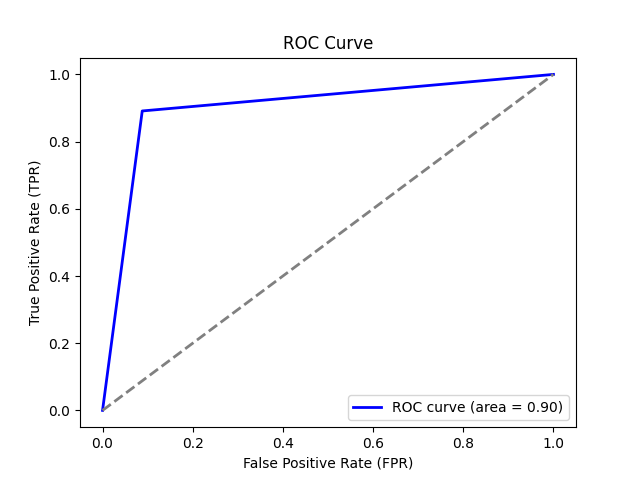 ROC Curve
1.0
0.8
0.6
0.4
0.2
0.0
True Positive Rate (TPR)
ROC curve (area = 0.90)
0.0 0.2 0.4 0.6 0.8 1.0
False Positive Rate (FPR)